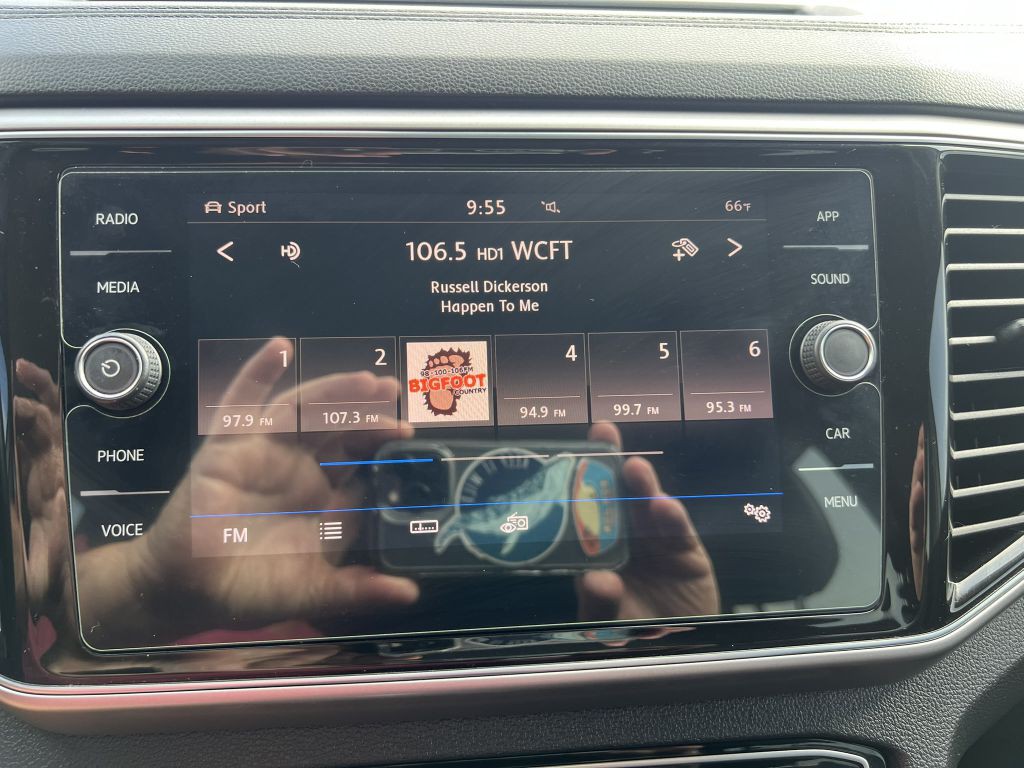 RADIO
MEDIA
PHONE
VOICE
Sport 9:55 66°F
< HD 106.5 HD1 WCFT >
Russell Dickerson
Happen To Me
1
97.9 FM
2
107.3 FM
98·100·106FM
BIGFOOT
COUNTRY
4
94.9 FM
5
99.7 FM
6
95.3 FM
FM
APP
SOUND
CAR
MENU